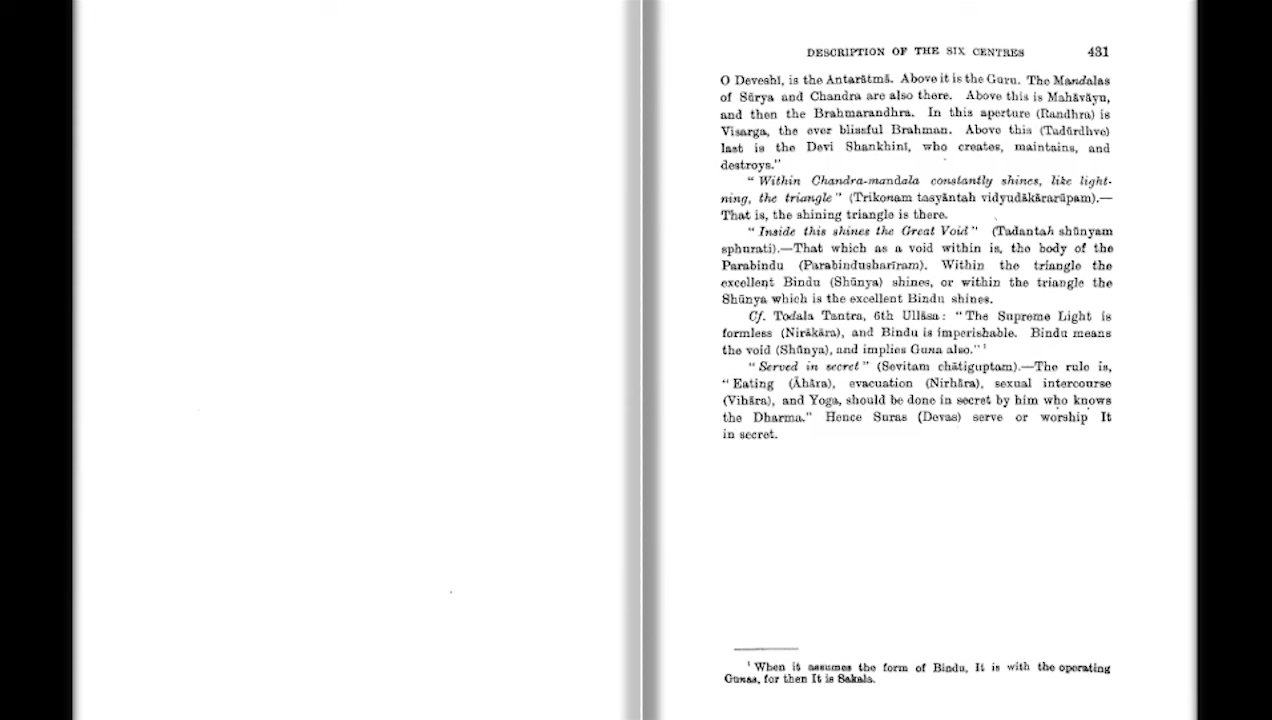 DESCRIPTION OF THE SIX CENTRES 431
O Deveshī, is the Antarātmā. Above it is the Guru. The Mandalas
of Sūrya and Chandra are also there. Above this is Mahāvāyu,
and then the Brahmarandhra. In this aperture (Randhra) is
Visarga, the ever blissful Brahman. Above this (Tadūrdhve)
last is the Devi Shankhinī, who creates, maintains, and
destroys."
" Within Chandra-mandala constantly shines, like light-
ning, the triangle " (Trikonam tasyāntah vidyudākārarūpam).—
That is, the shining triangle is there.
" Inside this shines the Great Void " (Tadantah shūnyam
sphurati).—That which as a void within is, the body of the
Parabindu (Parabindusharīram). Within the triangle the
excellent Bindu (Shūnya) shines, or within the triangle the
Shūnya which is the excellent Bindu shines.
Cf. Todala Tantra, 6th Ullāsa: "The Supreme Light is
formless (Nirākāra), and Bindu is imperishable. Bindu means
the void (Shūnya), and implies Guna also." ¹
" Served in secret " (Sevitam chātiguptam).—The rule is,
" Eating (Āhāra), evacuation (Nirhāra), sexual intercourse
(Vihāra), and Yoga, should be done in secret by him who knows
the Dharma." Hence Suras (Devas) serve or worship It
in secret.
¹ When it assumes the form of Bindu, It is with the operating
Gunas, for then It is Sakala.